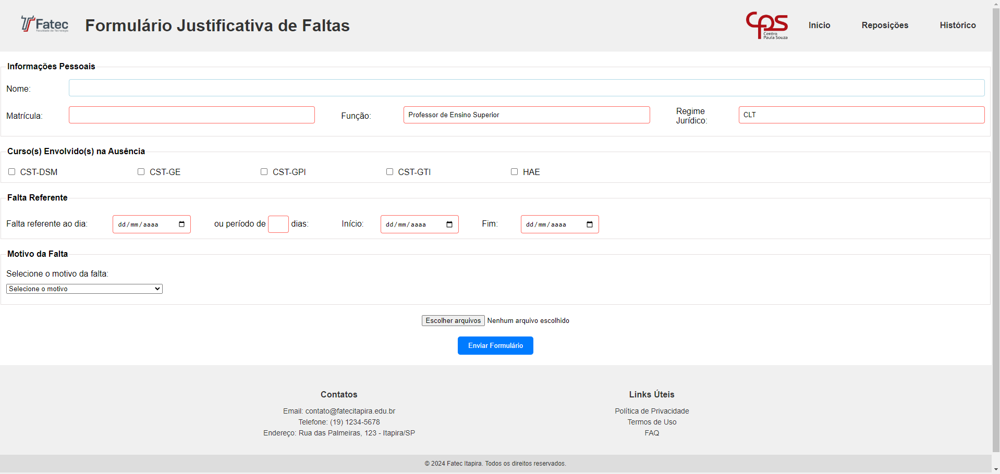 Fatec
Faculdade de Tecnologia
Formulário Justificativa de Faltas
cps
Centro
Paula Souza
Início
Reposições
Histórico
Informações Pessoais
Nome:
Matrícula:
Função:
Professor de Ensino Superior
Regime
Jurídico:
CLT
Curso(s) Envolvido(s) na Ausência
CST-DSM
CST-GE
CST-GPI
CST-GTI
HAE
Falta Referente
Falta referente ao dia:
dd/mm/aaaa
ou período de
dias:
Início:
dd/mm/aaaa
Fim:
dd/mm/aaaa
Motivo da Falta
Selecione o motivo da falta:
Selecione o motivo
Escolher arquivos
Nenhum arquivo escolhido
Enviar Formulário
Contatos
Email: contato@fatecitapira.edu.br
Telefone: (19) 1234-5678
Endereço: Rua das Palmeiras, 123 - Itapira/SP
Links Úteis
Política de Privacidade
Termos de Uso
FAQ
© 2024 Fatec Itapira. Todos os direitos reservados.